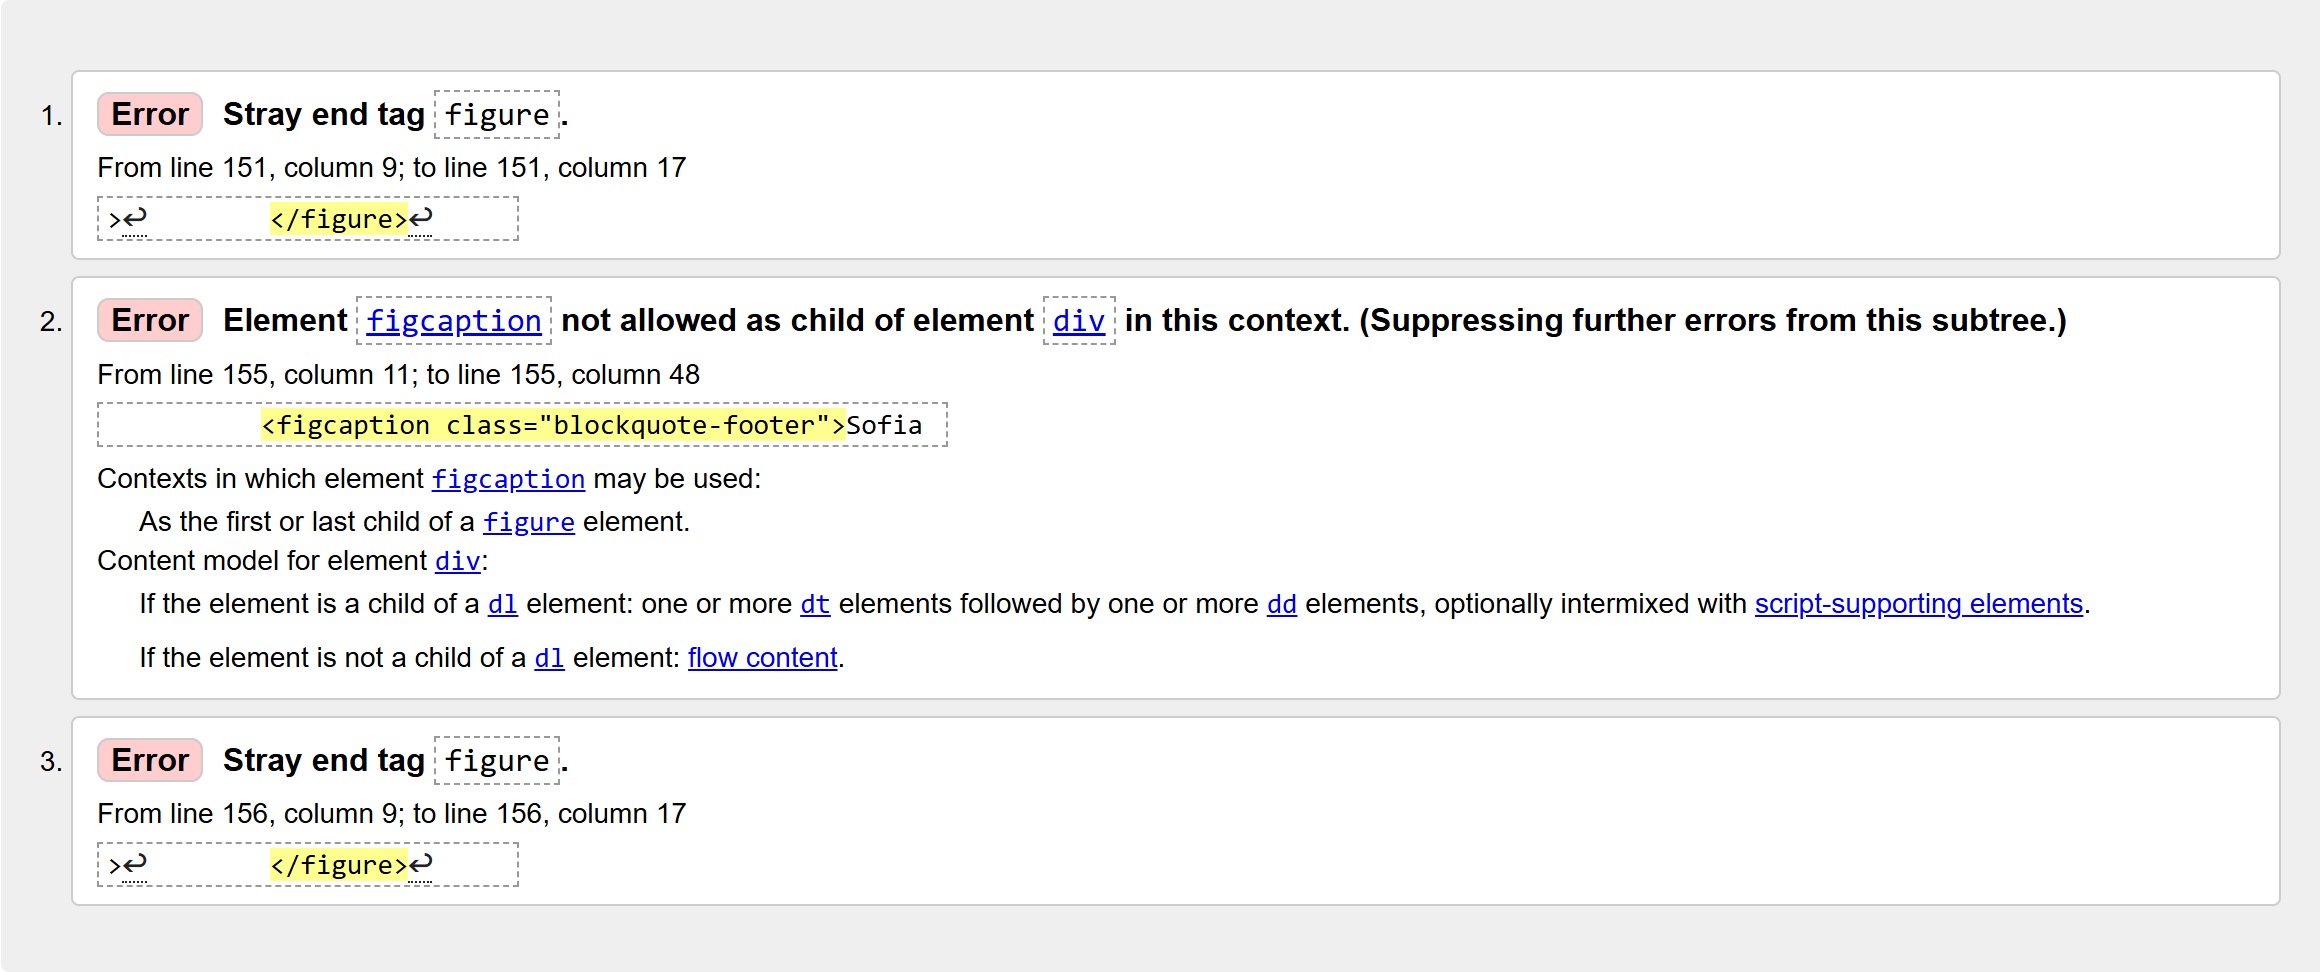 1. Error Stray end tag figure.
From line 151, column 9; to line 151, column 17
>↩ </figure>↩
2. Error Element figcaption not allowed as child of element div in this context. (Suppressing further errors from this subtree.)
From line 155, column 11; to line 155, column 48
<figcaption class="blockquote-footer">Sofia
Contexts in which element figcaption may be used:
As the first or last child of a figure element.
Content model for element div:
If the element is a child of a dl element: one or more dt elements followed by one or more dd elements, optionally intermixed with script-supporting elements.
If the element is not a child of a dl element: flow content.
3. Error Stray end tag figure.
From line 156, column 9; to line 156, column 17
>↩ </figure>↩